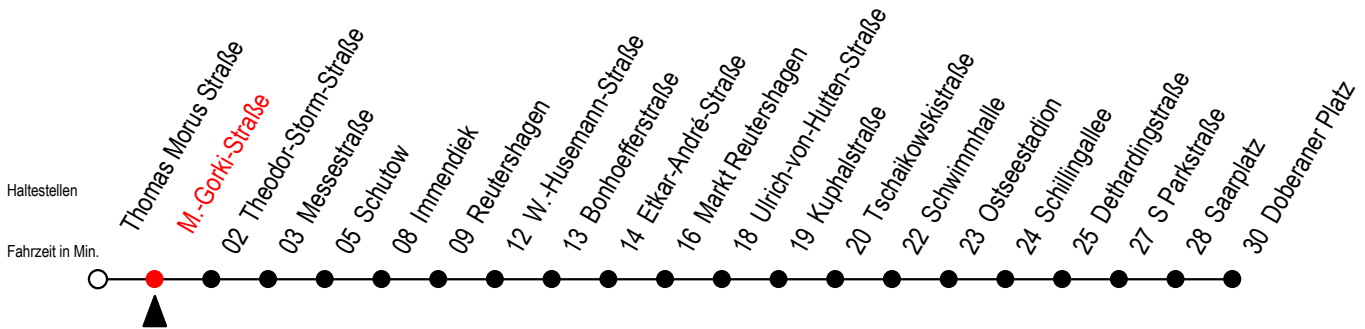 Haltestellen
Fahrzeit in Min.
Thomas Morus Straße
M.-Gorki-Straße
02 Theodor-Storm-Straße
03 Messestraße
05 Schutow
08 Immendiek
09 Reutershagen
12 W.-Husemann-Straße
13 Bonhoefferstraße
14 Etkar-André-Straße
16 Markt Reutershagen
18 Ulrich-von-Hutten-Straße
19 Kuphalstraße
20 Tschaikowskistraße
22 Schwimmhalle
23 Ostseestadion
24 Schillingallee
25 Dethardingstraße
27 S Parkstraße
28 Saarplatz
30 Doberaner Platz